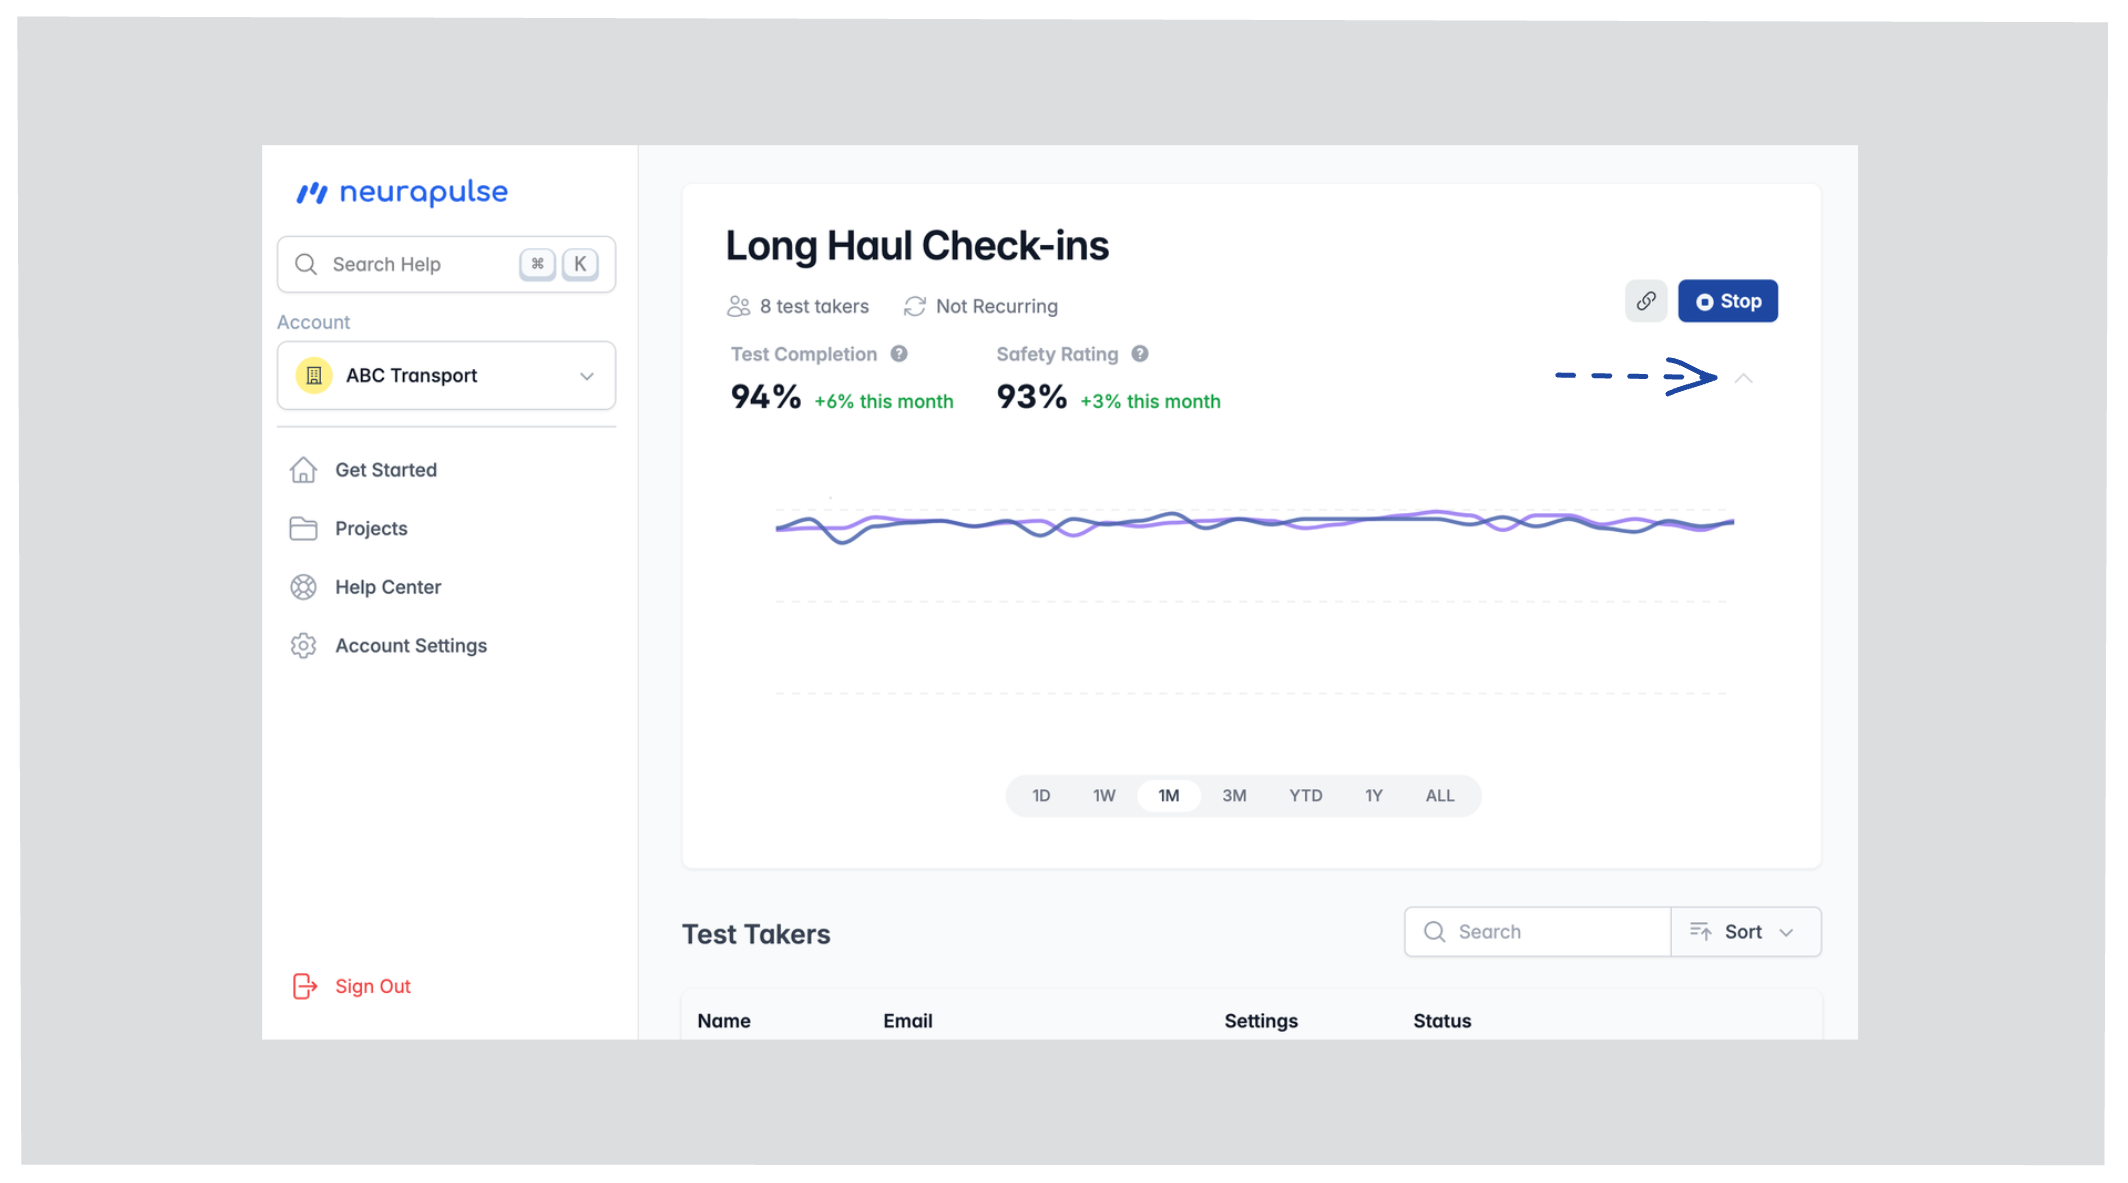 neurapulse
Search Help ⌘ K
Account
ABC Transport
Get Started
Projects
Help Center
Account Settings
Sign Out
Long Haul Check-ins
8 test takers Not Recurring
Stop
Test Completion ? Safety Rating ?
94% +6% this month 93% +3% this month
1D 1W 1M 3M YTD 1Y ALL
Test Takers
Search Sort
Name Email Settings Status